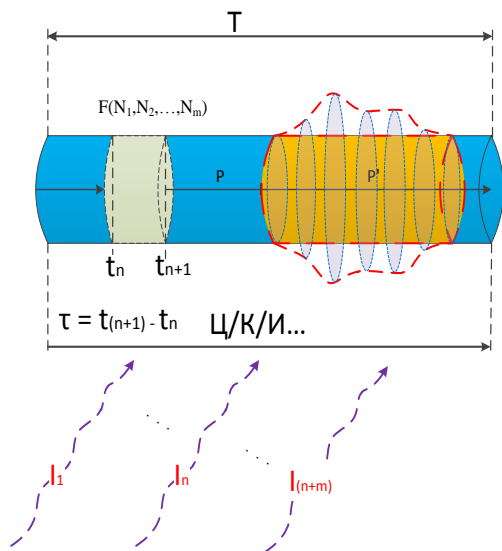 T
F(N₁,N₂,...,Nₘ)
P P'
tₙ tₙ₊₁
τ = t₍ₙ₊₁₎ - tₙ Ц/К/И...
. . .
. . .
I₁ Iₙ I₍ₙ₊ₘ₎